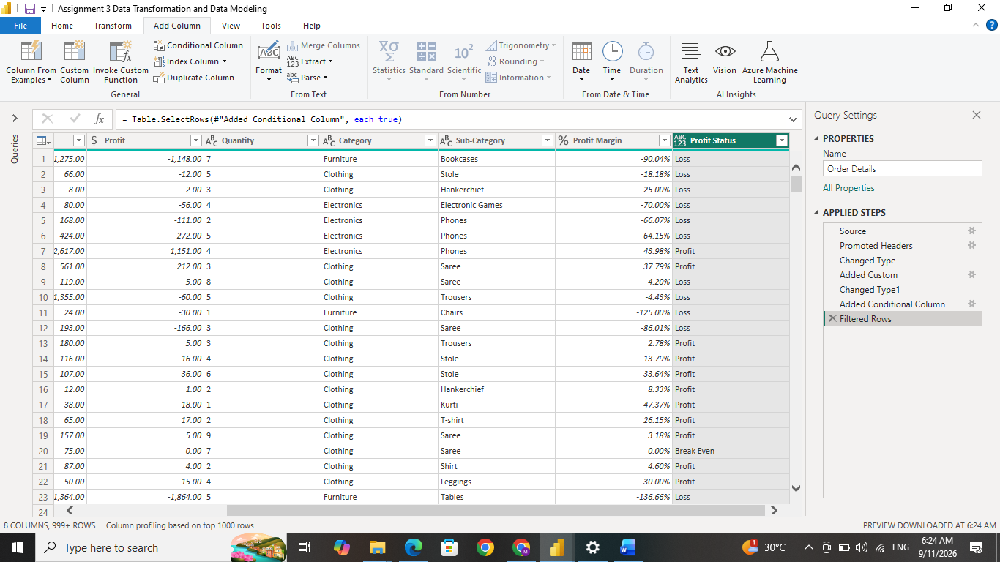 Assignment 3 Data Transformation and Data Modeling
File Home Transform Add Column View Tools Help
Column From Examples
Custom Column
Invoke Custom Function
Conditional Column
Index Column
Duplicate Column
General
Format
Merge Columns
Extract
Parse
From Text
Statistics
Standard
Scientific
Trigonometry
Rounding
Information
From Number
Date
Time
Duration
From Date & Time
Text Analytics
Vision
Azure Machine Learning
AI Insights
Queries
= Table.SelectRows(#"Added Conditional Column", each true)
$ Profit ABC Quantity ABC Category ABC Sub-Category % Profit Margin ABC 123 Profit Status
1 1,275.00 -1,148.00 7 Furniture Bookcases -90.04% Loss
2 66.00 -12.00 5 Clothing Stole -18.18% Loss
3 8.00 -2.00 3 Clothing Hankerchief -25.00% Loss
4 80.00 -56.00 4 Electronics Electronic Games -70.00% Loss
5 168.00 -111.00 2 Electronics Phones -66.07% Loss
6 424.00 -272.00 5 Electronics Phones -64.15% Loss
7 2,617.00 1,151.00 4 Electronics Phones 43.98% Profit
8 561.00 212.00 3 Clothing Saree 37.79% Profit
9 119.00 -5.00 8 Clothing Saree -4.20% Loss
10 1,355.00 -60.00 5 Clothing Trousers -4.43% Loss
11 24.00 -30.00 1 Furniture Chairs -125.00% Loss
12 193.00 -166.00 3 Clothing Saree -86.01% Loss
13 180.00 5.00 3 Clothing Trousers 2.78% Profit
14 116.00 16.00 4 Clothing Stole 13.79% Profit
15 107.00 36.00 6 Clothing Stole 33.64% Profit
16 12.00 1.00 2 Clothing Hankerchief 8.33% Profit
17 38.00 18.00 1 Clothing Kurti 47.37% Profit
18 65.00 17.00 2 Clothing T-shirt 26.15% Profit
19 157.00 5.00 9 Clothing Saree 3.18% Profit
20 75.00 0.00 7 Clothing Saree 0.00% Break Even
21 87.00 4.00 2 Clothing Shirt 4.60% Profit
22 50.00 15.00 4 Clothing Leggings 30.00% Profit
23 1,364.00 -1,864.00 5 Furniture Tables -136.66% Loss
24
Query Settings
PROPERTIES
Name
Order Details
All Properties
APPLIED STEPS
Source
Promoted Headers
Changed Type
Added Custom
Changed Type1
Added Conditional Column
Filtered Rows
8 COLUMNS, 999+ ROWS Column profiling based on top 1000 rows PREVIEW DOWNLOADED AT 6:24 AM
Type here to search
1 30°C ENG 6:24 AM
9/11/2026